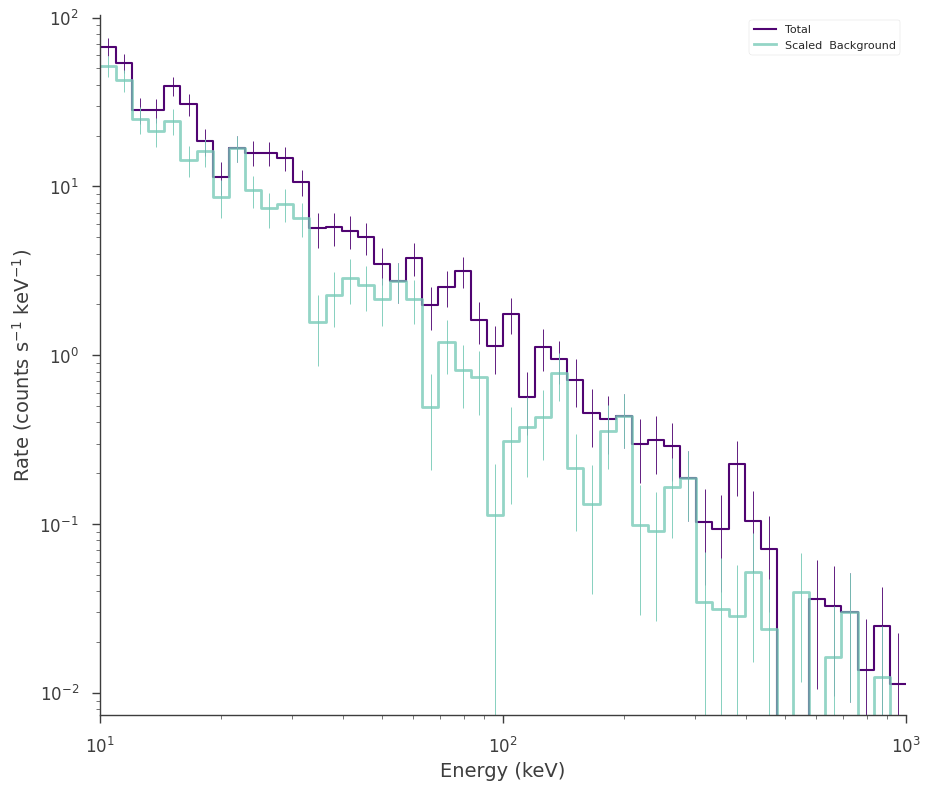 10²
Total
Scaled  Background
10¹
10⁰
10⁻¹
10⁻²
Rate (counts s⁻¹ keV⁻¹)
10¹ 10² 10³
Energy (keV)